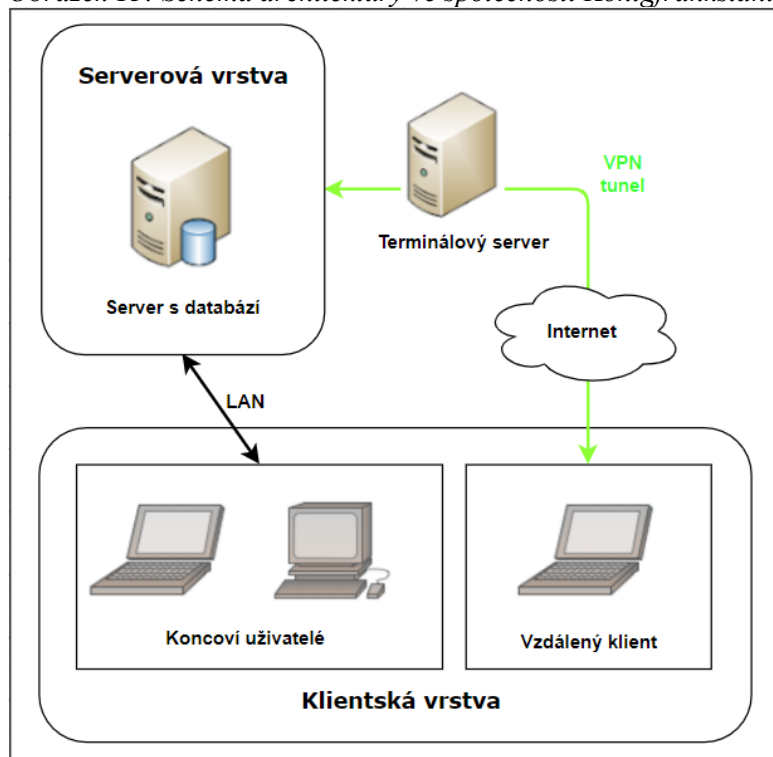 Serverová vrstva
Server s databází
Terminálový server
VPN
tunel
Internet
LAN
Koncoví uživatelé
Vzdálený klient
Klientská vrstva